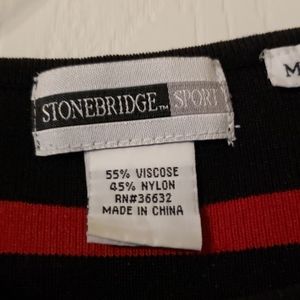 STONEBRIDGE™ SPORT
M
55% VISCOSE
45% NYLON
RN#36632
MADE IN CHINA